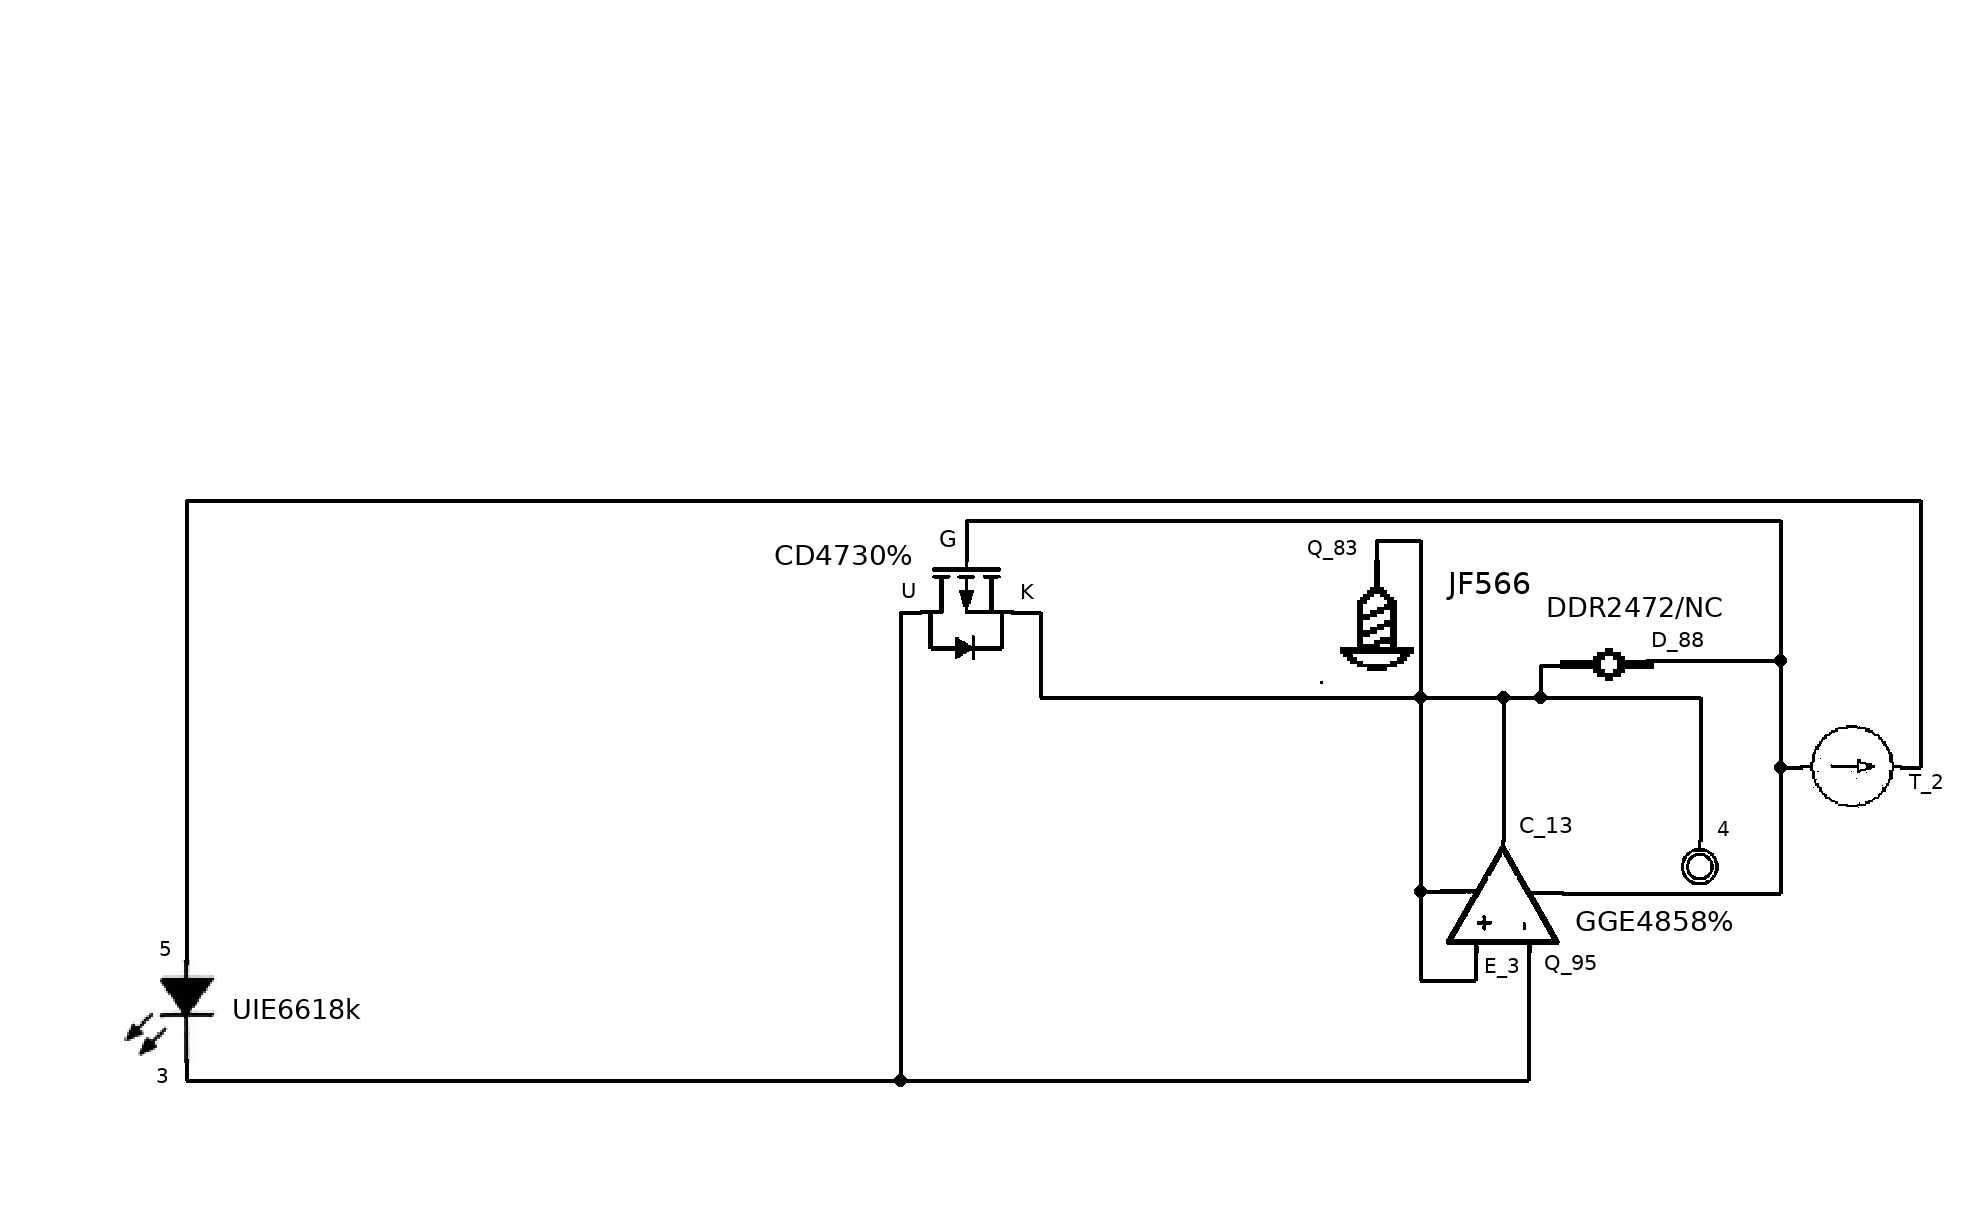 G
Q_83
CD4730%
JF566
U
K
DDR2472/NC
D_88
T_2
C_13
4
GGE4858%
5
E_3
Q_95
UIE6618k
3